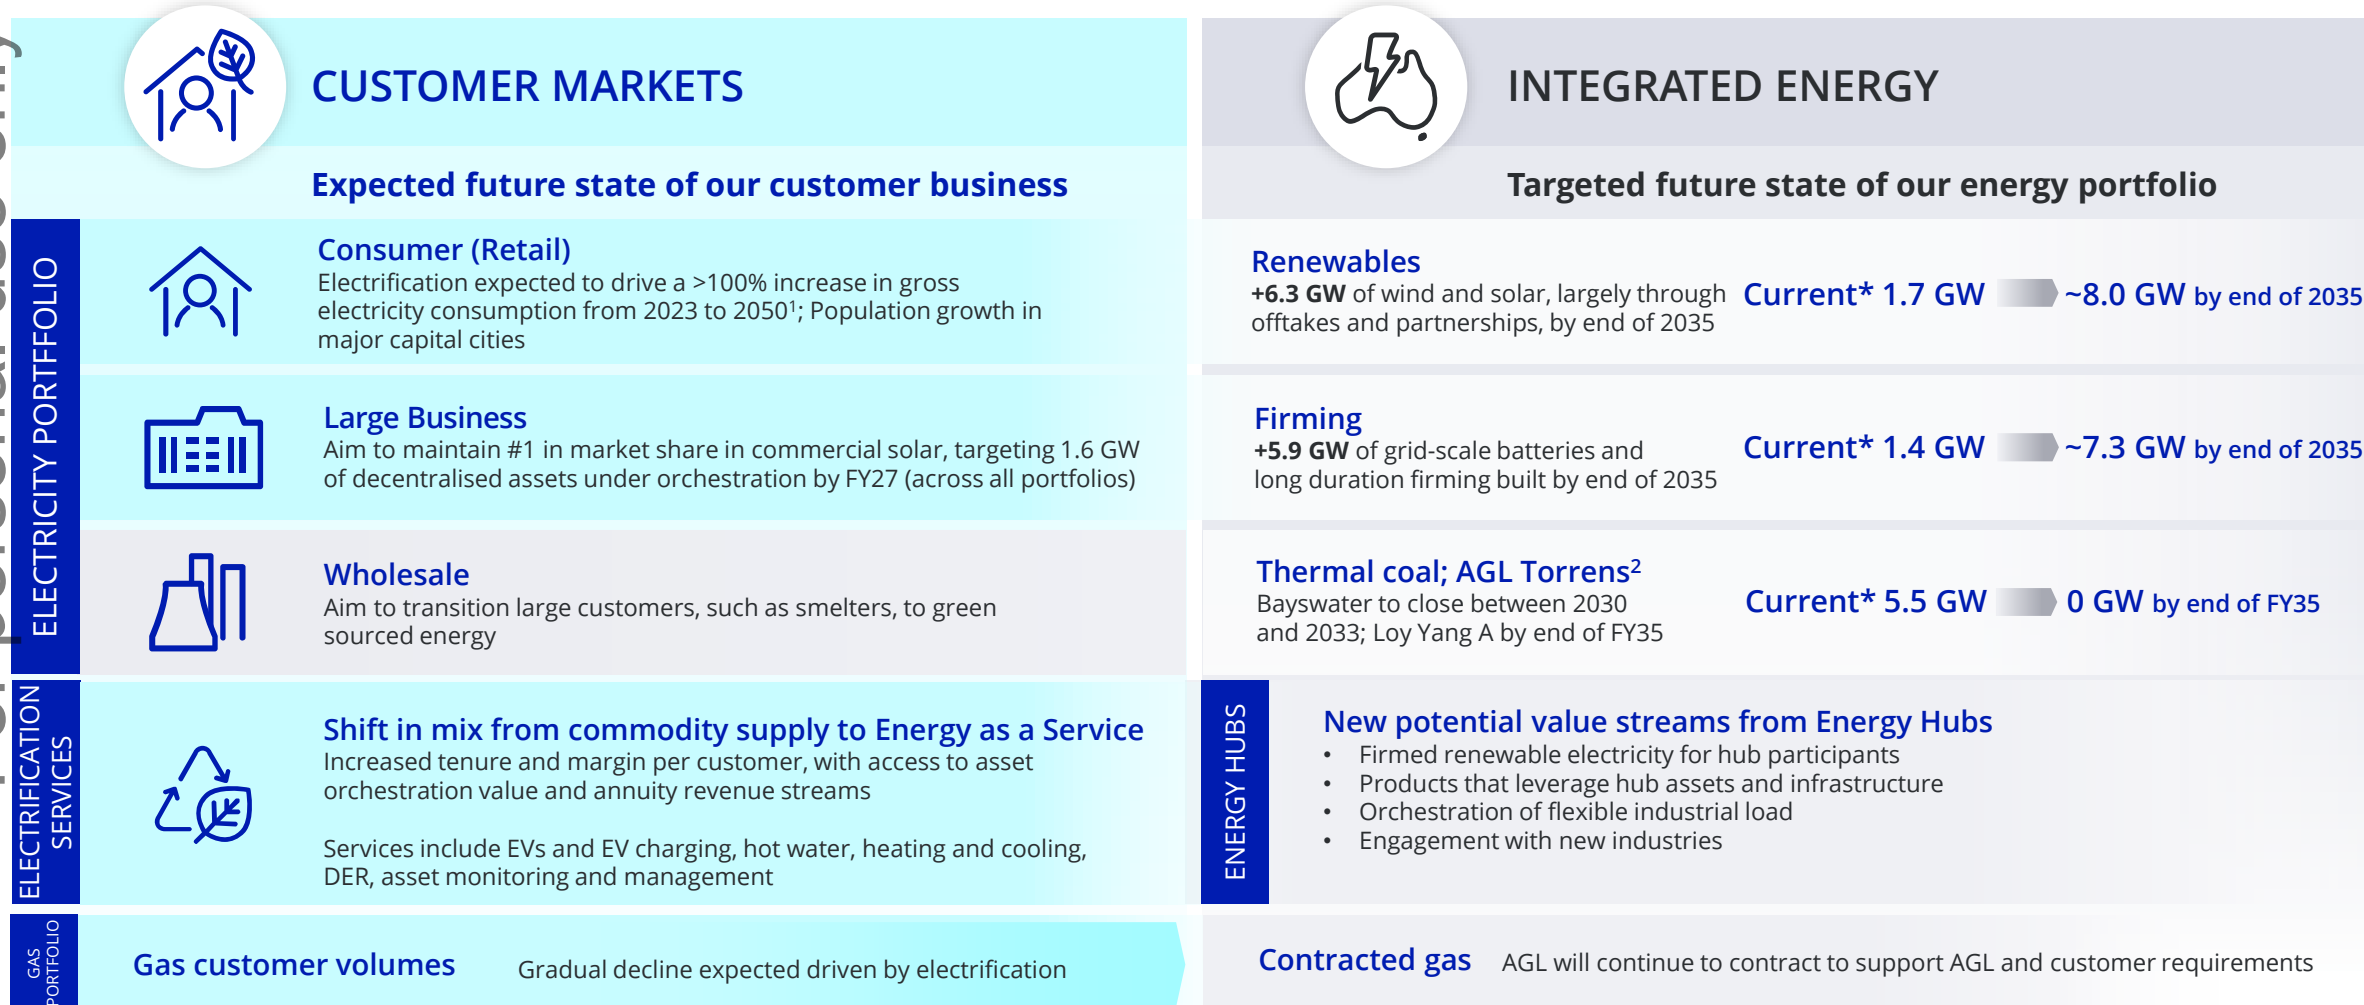 CUSTOMER MARKETS
Expected future state of our customer business
ELECTRICITY PORTFFOLIO
Consumer (Retail)
Electrification expected to drive a >100% increase in gross
electricity consumption from 2023 to 2050¹; Population growth in
major capital cities
Large Business
Aim to maintain #1 in market share in commercial solar, targeting 1.6 GW
of decentralised assets under orchestration by FY27 (across all portfolios)
Wholesale
Aim to transition large customers, such as smelters, to green
sourced energy
ELECTRIFICATION
SERVICES
Shift in mix from commodity supply to Energy as a Service
Increased tenure and margin per customer, with access to asset
orchestration value and annuity revenue streams
Services include EVs and EV charging, hot water, heating and cooling,
DER, asset monitoring and management
GAS
PORTFOLIO
Gas customer volumes
Gradual decline expected driven by electrification
INTEGRATED ENERGY
Targeted future state of our energy portfolio
Renewables
+6.3 GW of wind and solar, largely through
offtakes and partnerships, by end of 2035
Current* 1.7 GW ~8.0 GW by end of 2035
Firming
+5.9 GW of grid-scale batteries and
long duration firming built by end of 2035
Current* 1.4 GW ~7.3 GW by end of 2035
Thermal coal; AGL Torrens²
Bayswater to close between 2030
and 2033; Loy Yang A by end of FY35
Current* 5.5 GW 0 GW by end of FY35
ENERGY HUBS
New potential value streams from Energy Hubs
• Firmed renewable electricity for hub participants
• Products that leverage hub assets and infrastructure
• Orchestration of flexible industrial load
• Engagement with new industries
Contracted gas
AGL will continue to contract to support AGL and customer requirements